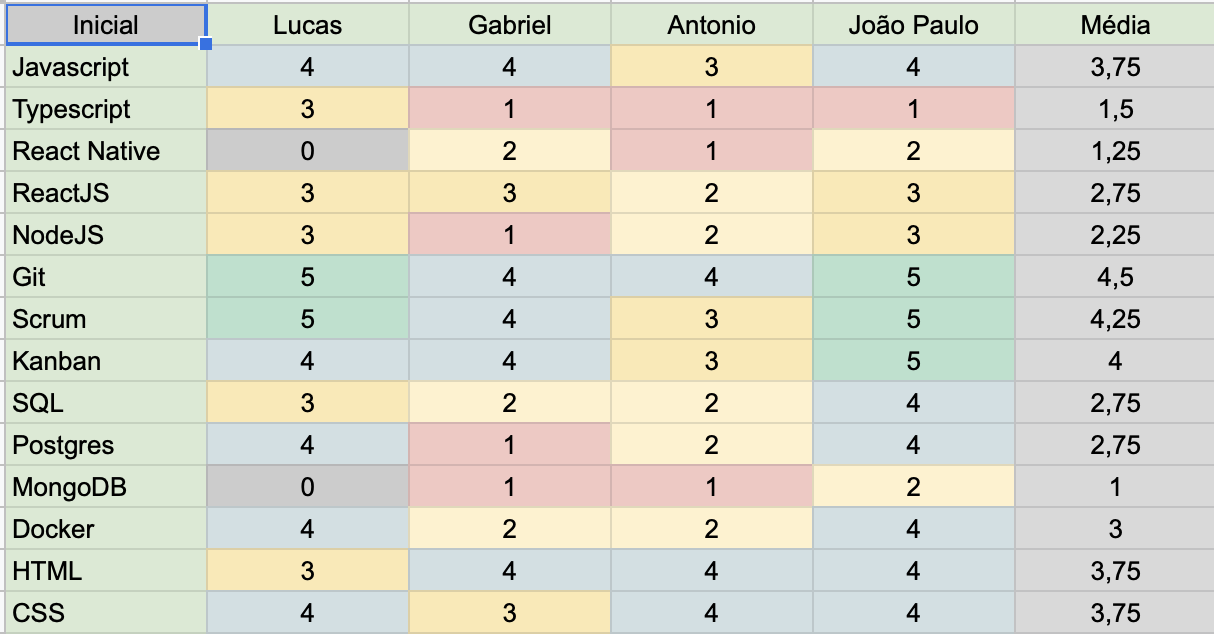 Inicial Lucas Gabriel Antonio João Paulo Média
Javascript 4 4 3 4 3,75
Typescript 3 1 1 1 1,5
React Native 0 2 1 2 1,25
ReactJS 3 3 2 3 2,75
NodeJS 3 1 2 3 2,25
Git 5 4 4 5 4,5
Scrum 5 4 3 5 4,25
Kanban 4 4 3 5 4
SQL 3 2 2 4 2,75
Postgres 4 1 2 4 2,75
MongoDB 0 1 1 2 1
Docker 4 2 2 4 3
HTML 3 4 4 4 3,75
CSS 4 3 4 4 3,75